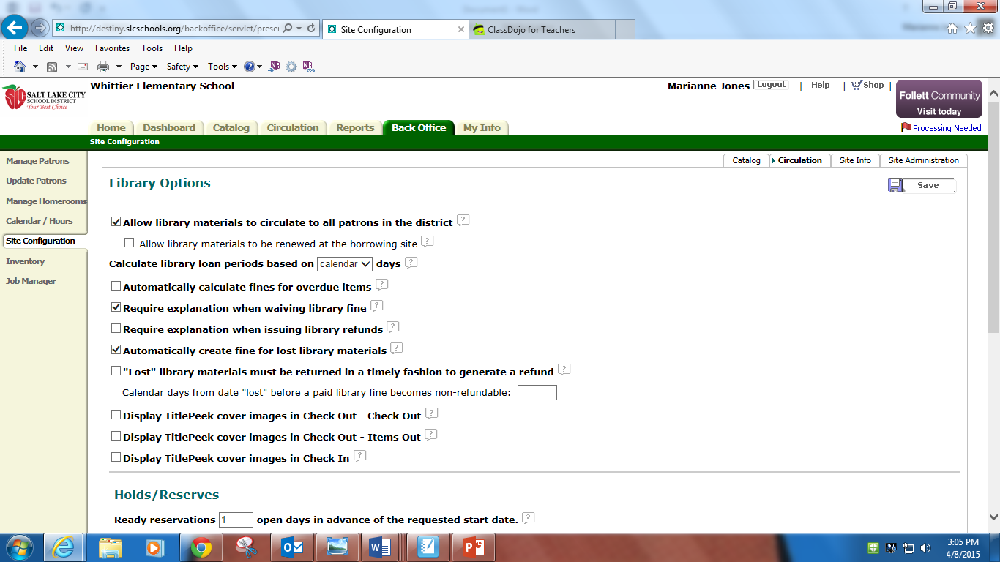 http://destiny.slcschools.org/backoffice/servlet/prese
Site Configuration
ClassDojo for Teachers
File Edit View Favorites Tools Help
Page Safety Tools
SALT LAKE CITY
SCHOOL DISTRICT
Your Best Choice
Whittier Elementary School
Marianne Jones Logout | Help | Shop |
Follett Community
Visit today
Home Dashboard Catalog Circulation Reports Back Office My Info
Processing Needed
Site Configuration
Manage Patrons
Update Patrons
Manage Homerooms
Calendar / Hours
Site Configuration
Inventory
Job Manager
Catalog Circulation Site Info Site Administration
Library Options
Save
Allow library materials to circulate to all patrons in the district ?
Allow library materials to be renewed at the borrowing site ?
Calculate library loan periods based on calendar days ?
Automatically calculate fines for overdue items ?
Require explanation when waiving library fine ?
Require explanation when issuing library refunds ?
Automatically create fine for lost library materials ?
"Lost" library materials must be returned in a timely fashion to generate a refund ?
Calendar days from date "lost" before a paid library fine becomes non-refundable:
Display TitlePeek cover images in Check Out - Check Out ?
Display TitlePeek cover images in Check Out - Items Out ?
Display TitlePeek cover images in Check In ?
Holds/Reserves
Ready reservations 1 open days in advance of the requested start date. ?
3:05 PM
4/8/2015